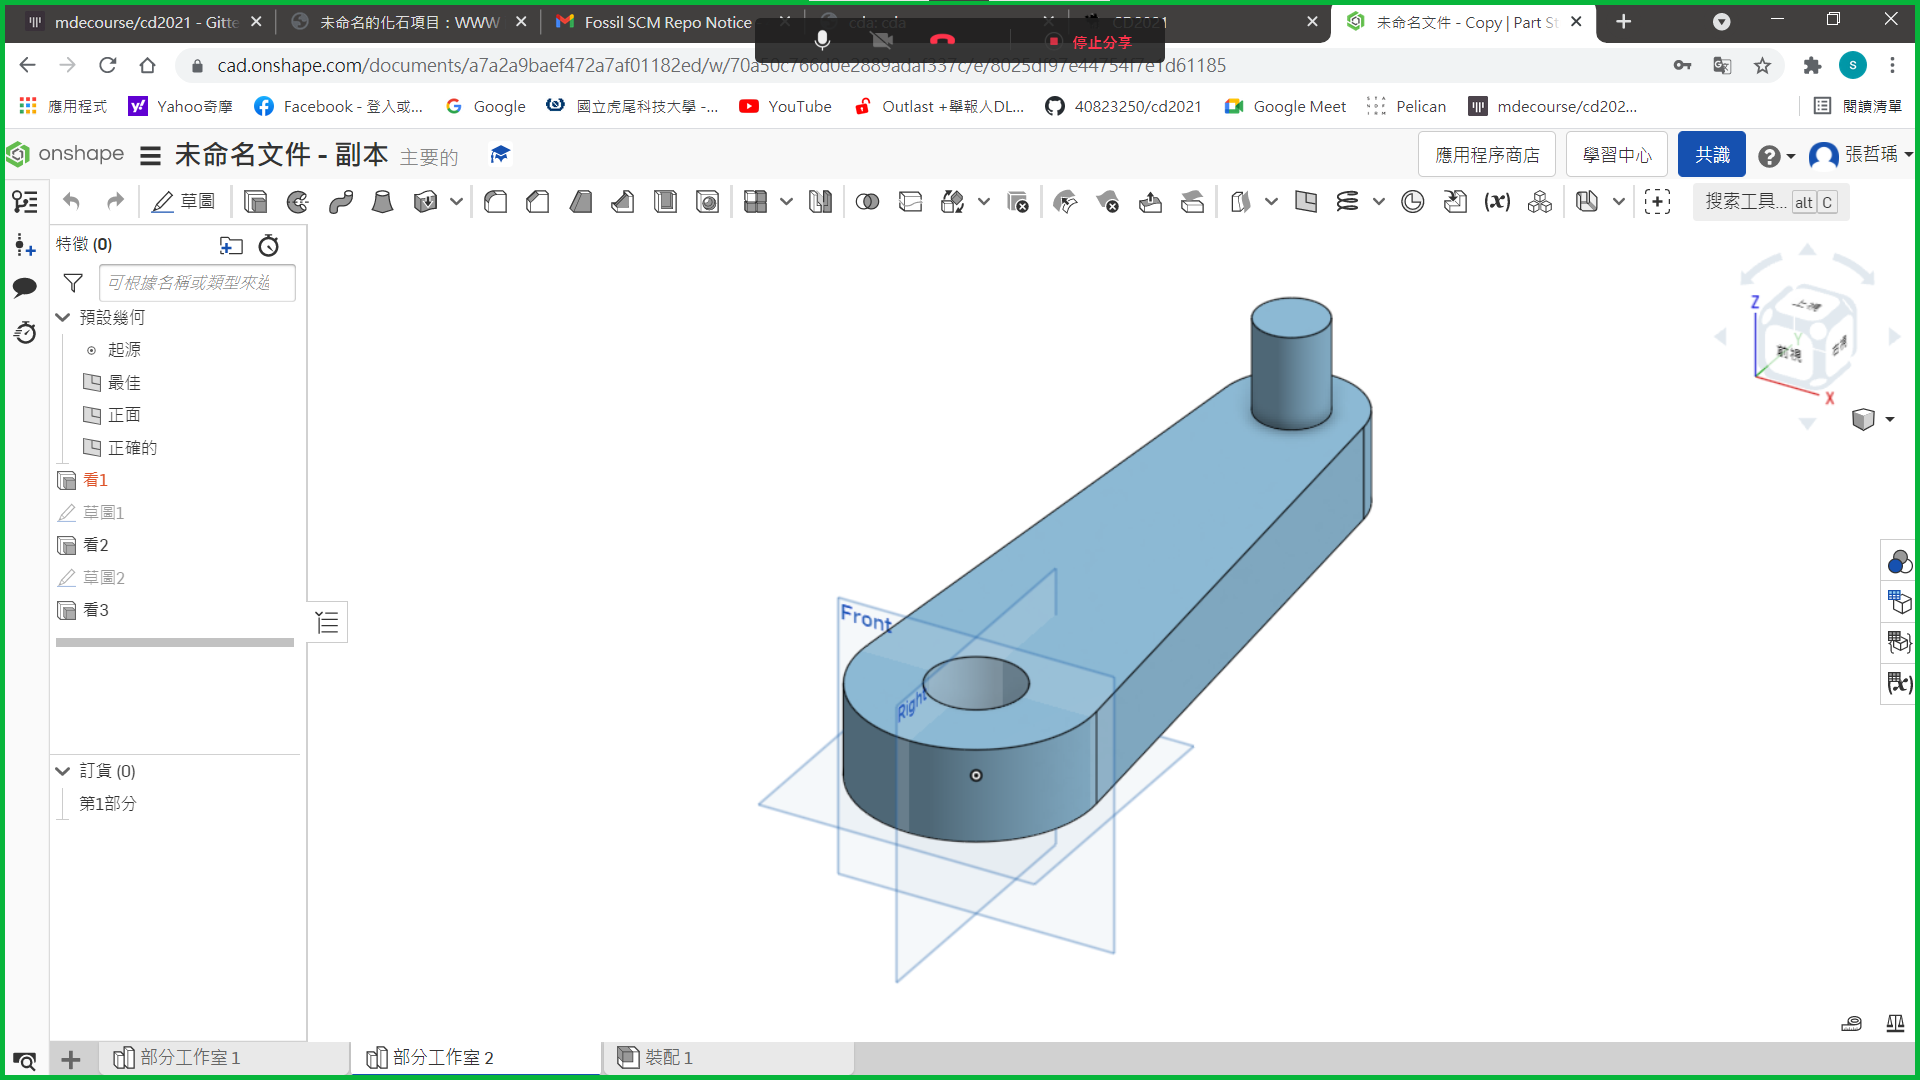 mdecourse/cd2021 - Gitte
未命名的化石項目：WWW
Fossil SCM Repo Notice
cda: cda
CD2021
未命名文件 - Copy | Part St
停止分享
cad.onshape.com/documents/a7a2a9baef472a7af01182ed/w/70a50c766d0e2889adaf337c/e/8025df97e44754f7e1d61185
S
應用程式
Yahoo奇摩
Facebook - 登入或...
Google
國立虎尾科技大學 -...
YouTube
Outlast +舉報人DL...
40823250/cd2021
Google Meet
Pelican
mdecourse/cd202...
閱讀清單
onshape
未命名文件 - 副本
主要的
應用程序商店
學習中心
共識
張哲瑀
草圖
搜索工具... alt C
特徵 (0)
可根據名稱或類型來過
預設幾何
起源
最佳
正面
正確的
看1
草圖1
看2
草圖2
看3
訂貨 (0)
第1部分
Front
Right
Z
上視
Y
前視
右視
X
部分工作室 1
部分工作室 2
裝配 1